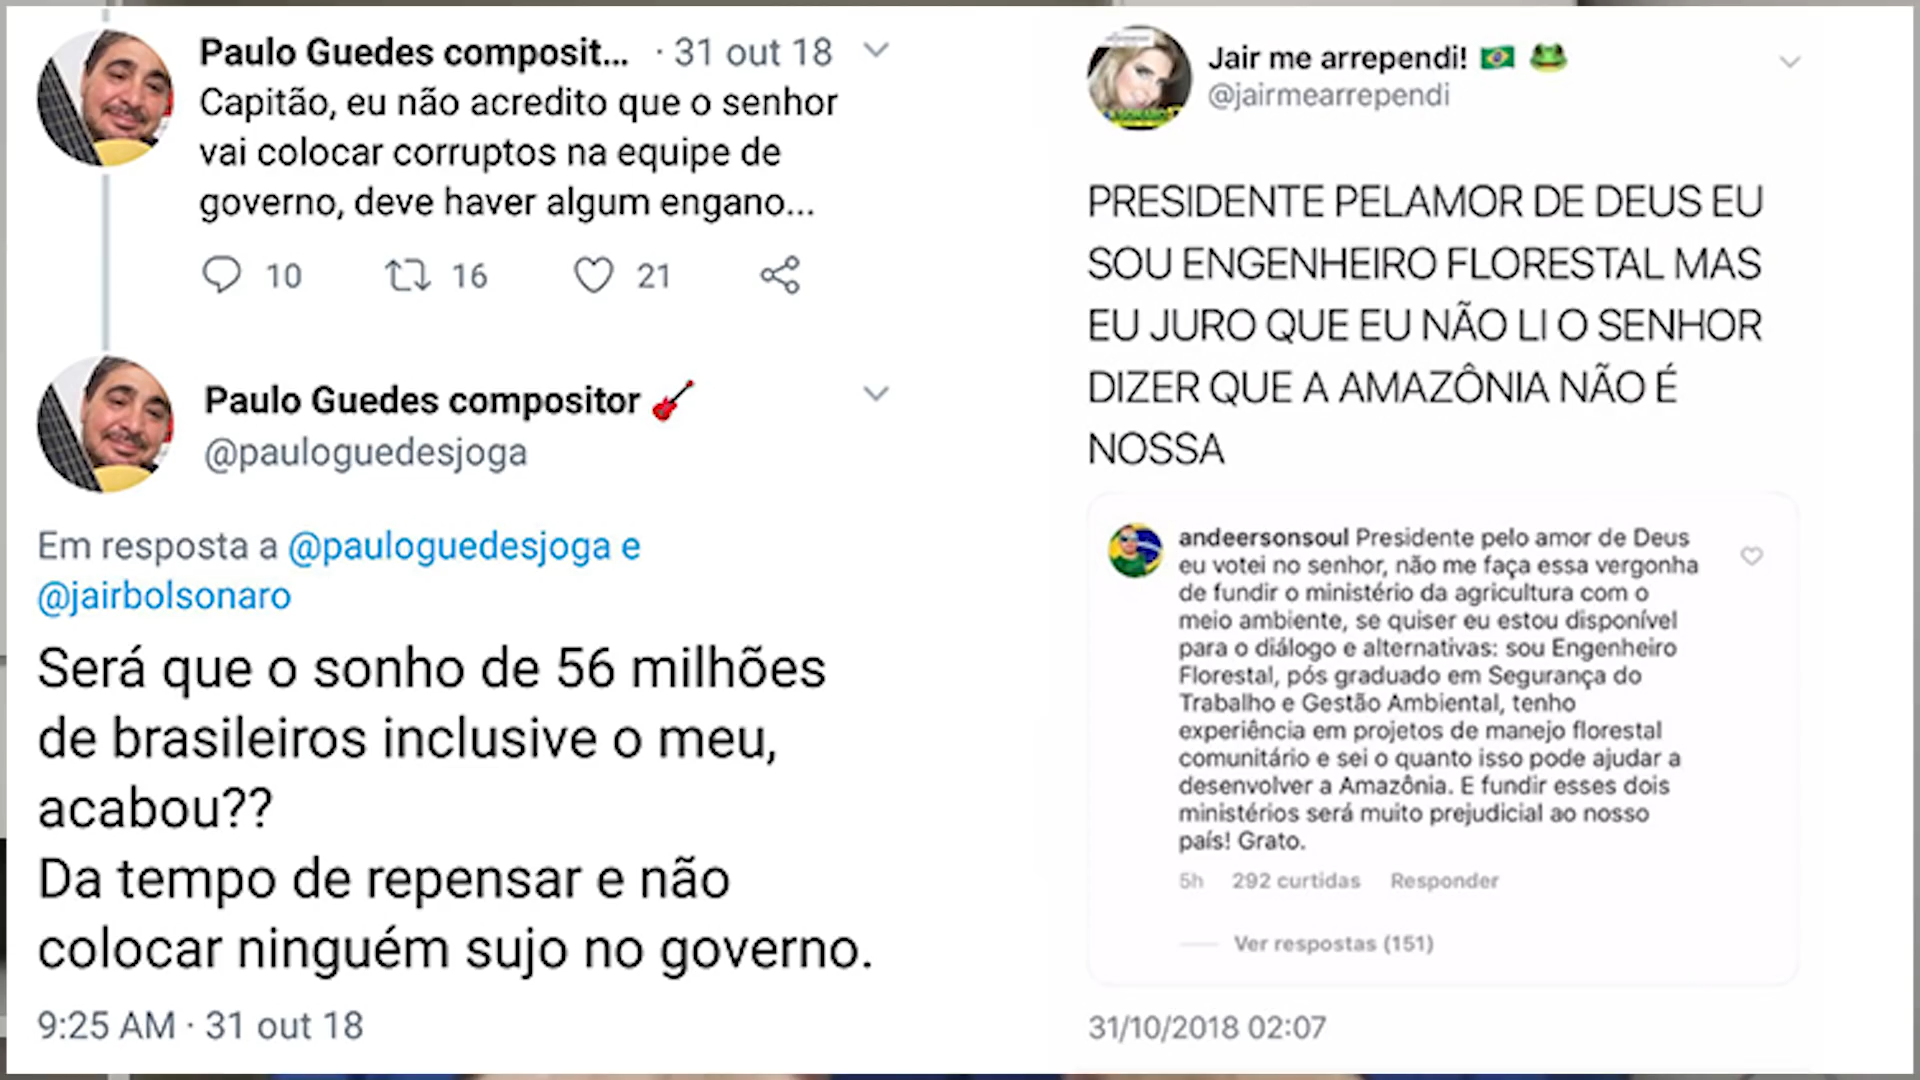 Paulo Guedes composit... · 31 out 18
Capitão, eu não acredito que o senhor
vai colocar corruptos na equipe de
governo, deve haver algum engano...
10 16 21
Paulo Guedes compositor 🎸
@pauloguedesjoga
Em resposta a @pauloguedesjoga e
@jairbolsonaro
Será que o sonho de 56 milhões
de brasileiros inclusive o meu,
acabou??
Da tempo de repensar e não
colocar ninguém sujo no governo.
9:25 AM · 31 out 18
Jair me arrependi! 🇧🇷 🐸
@jairmearrependi
PRESIDENTE PELAMOR DE DEUS EU
SOU ENGENHEIRO FLORESTAL MAS
EU JURO QUE EU NÃO LI O SENHOR
DIZER QUE A AMAZÔNIA NÃO É
NOSSA
andeersonsoul Presidente pelo amor de Deus
eu votei no senhor, não me faça essa vergonha
de fundir o ministério da agricultura com o
meio ambiente, se quiser eu estou disponível
para o diálogo e alternativas: sou Engenheiro
Florestal, pós graduado em Segurança do
Trabalho e Gestão Ambiental, tenho
experiência em projetos de manejo florestal
comunitário e sei o quanto isso pode ajudar a
desenvolver a Amazônia. E fundir esses dois
ministérios será muito prejudicial ao nosso
país! Grato.
5h 292 curtidas Responder
Ver respostas (151)
31/10/2018 02:07